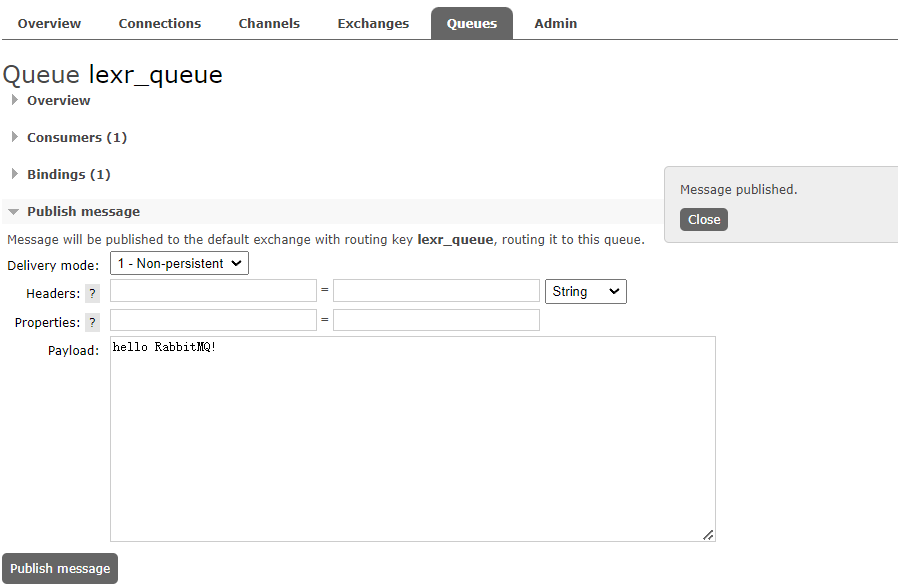 Overview Connections Channels Exchanges Queues Admin
Queue lexr_queue
Overview
Consumers (1)
Bindings (1)
Message published.
Close
Publish message
Message will be published to the default exchange with routing key lexr_queue, routing it to this queue.
Delivery mode: 1 - Non-persistent
Headers: ? = String
Properties: ? =
Payload: hello RabbitMQ!
Publish message